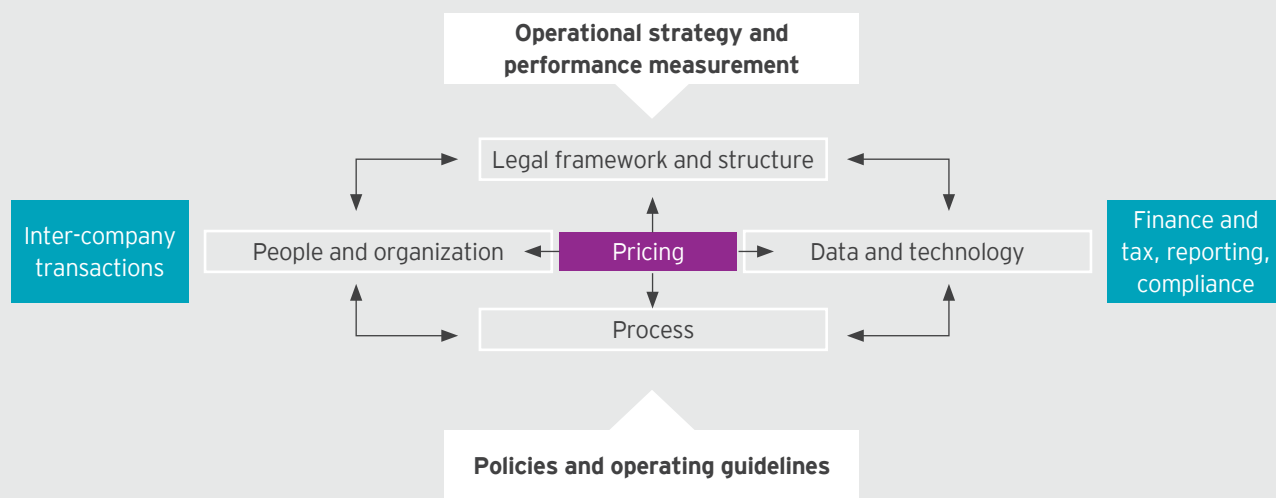 Operational strategy and
performance measurement
Legal framework and structure
Inter-company
transactions
People and organization
Pricing
Data and technology
Finance and
tax, reporting,
compliance
Process
Policies and operating guidelines